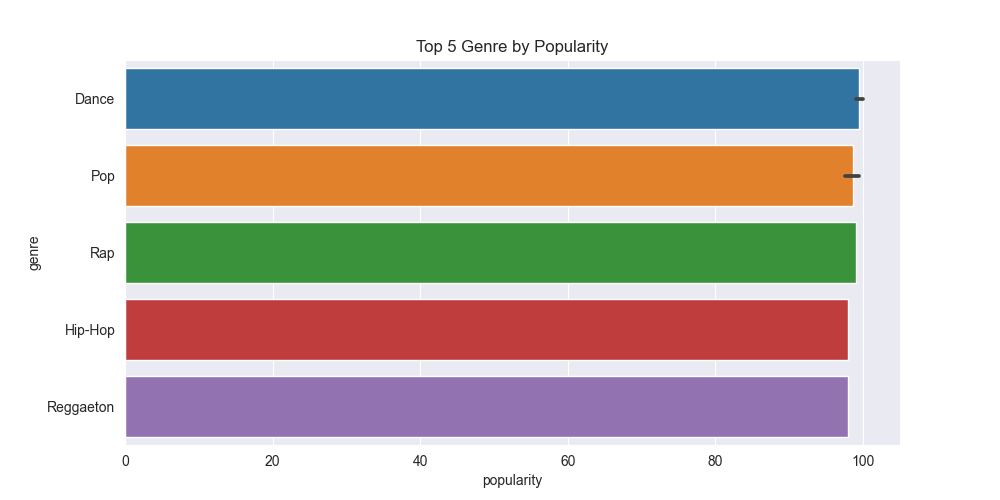 Top 5 Genre by Popularity
Dance
Pop
Rap
Hip-Hop
Reggaeton
genre
0 20 40 60 80 100
popularity